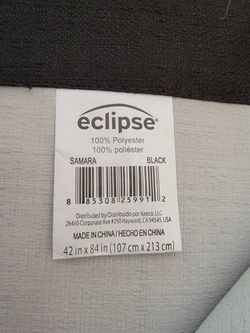 eclipse®
100% Polyester
100% poliéster
SAMARA BLACK
8 85308 25991 2
Distributed by/Distribuido por Keeco, LLC
26460 Corporate Ave #250 Hayward, CA 94545, USA
MADE IN CHINA / HECHO EN CHINA
42 in x 84 in (107 cm x 213 cm)